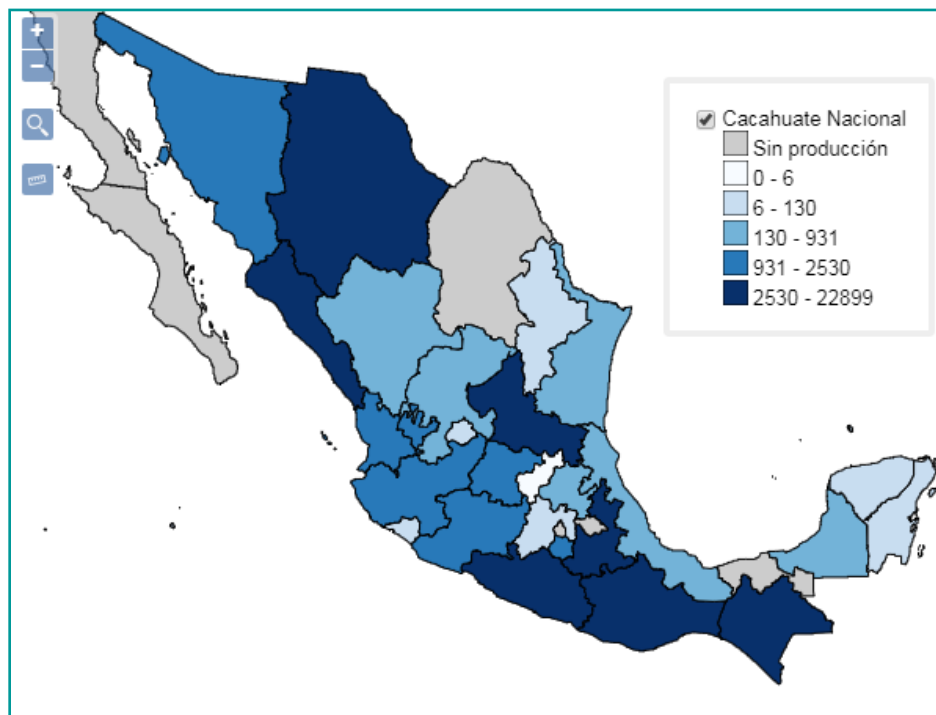 +
−
Cacahuate Nacional
Sin producción
0 - 6
6 - 130
130 - 931
931 - 2530
2530 - 22899